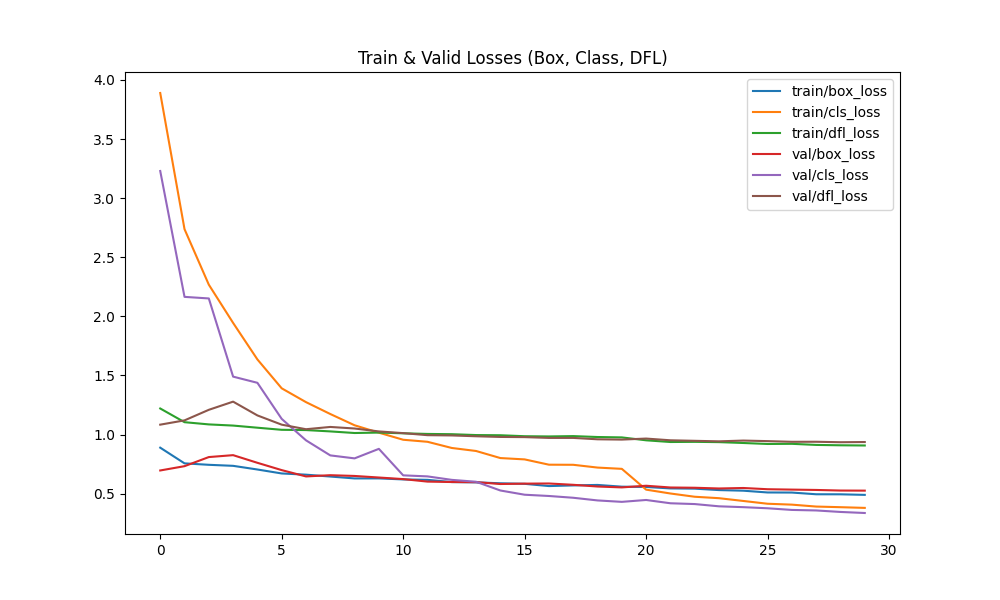 Train & Valid Losses (Box, Class, DFL)
4.0
3.5
3.0
2.5
2.0
1.5
1.0
0.5
train/box_loss
train/cls_loss
train/dfl_loss
val/box_loss
val/cls_loss
val/dfl_loss
0 5 10 15 20 25 30